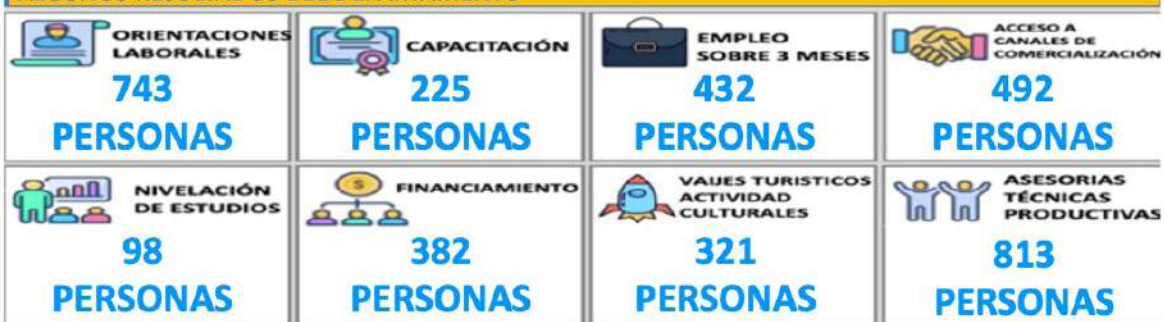 ORIENTACIONES
LABORALES
743
PERSONAS
CAPACITACIÓN
225
PERSONAS
EMPLEO
SOBRE 3 MESES
432
PERSONAS
ACCESO A
CANALES DE
COMERCIALIZACIÓN
492
PERSONAS
NIVELACIÓN
DE ESTUDIOS
98
PERSONAS
FINANCIAMIENTO
382
PERSONAS
VAIJES TURISTICOS
ACTIVIDAD
CULTURALES
321
PERSONAS
ASESORIAS
TÉCNICAS
PRODUCTIVAS
813
PERSONAS